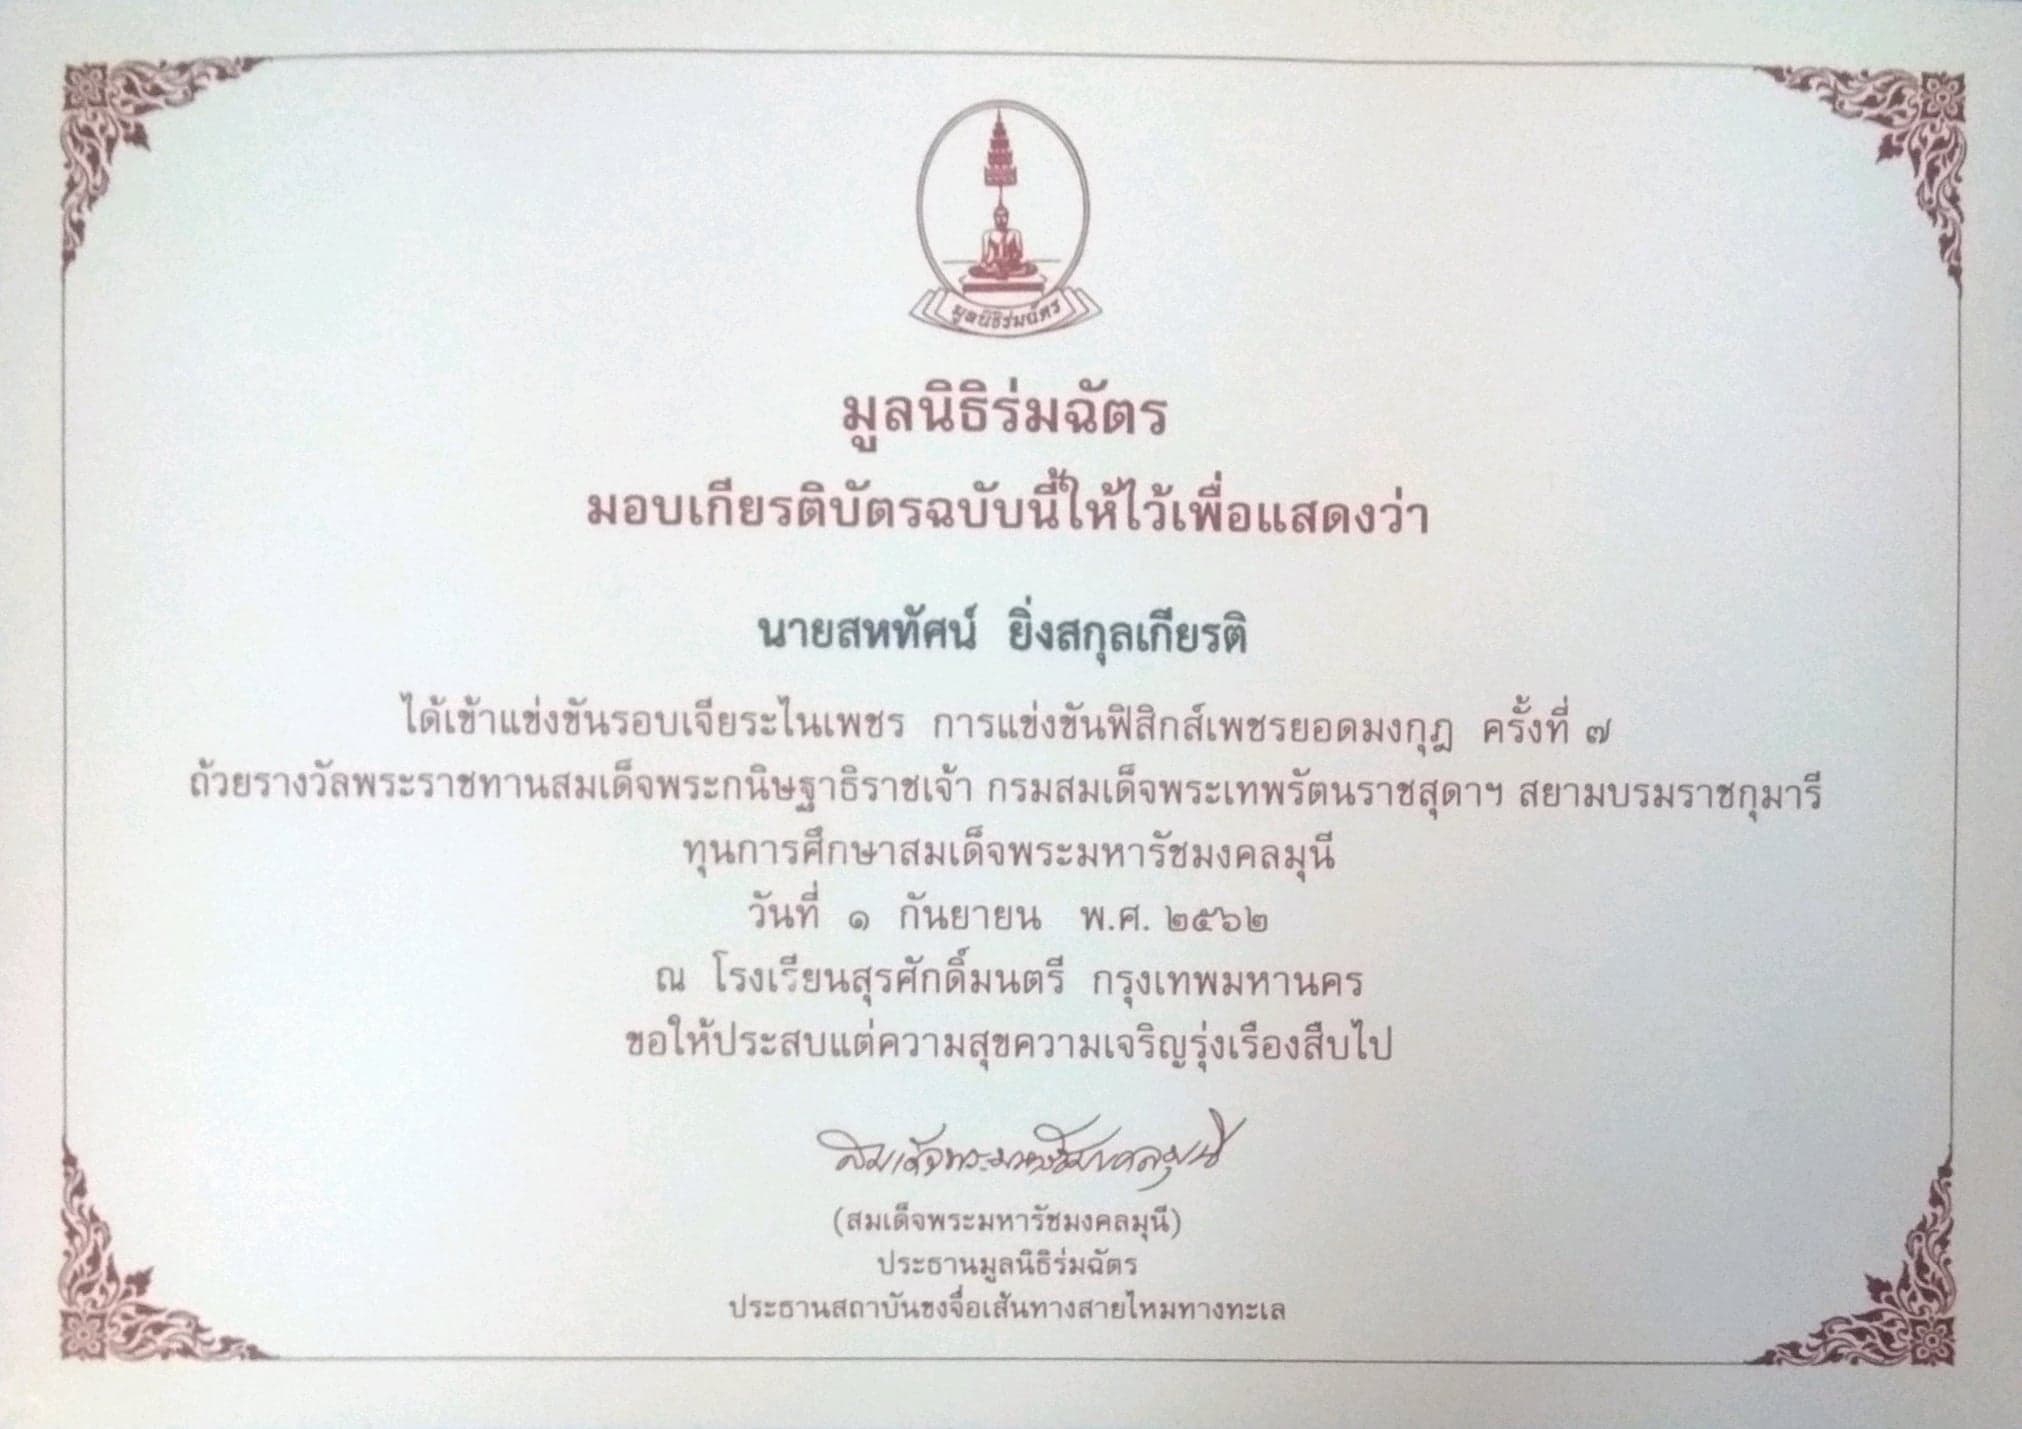 มูลนิธิร่มฉัตร
มูลนิธิร่มฉัตร
มอบเกียรติบัตรฉบับนี้ให้ไว้เพื่อแสดงว่า
นายสหทัศน์ ยิ่งสกุลเกียรติ
ได้เข้าแข่งขันรอบเจียระไนเพชร การแข่งขันฟิสิกส์เพชรยอดมงกุฎ ครั้งที่ ๗
ถ้วยรางวัลพระราชทานสมเด็จพระกนิษฐาธิราชเจ้า กรมสมเด็จพระเทพรัตนราชสุดาฯ สยามบรมราชกุมารี
ทุนการศึกษาสมเด็จพระมหารัชมงคลมุนี
วันที่ ๑ กันยายน พ.ศ. ๒๕๖๒
ณ โรงเรียนสุรศักดิ์มนตรี กรุงเทพมหานคร
ขอให้ประสบแต่ความสุขความเจริญรุ่งเรืองสืบไป
สมเด็จพระมหารัชมงคลมุนี
(สมเด็จพระมหารัชมงคลมุนี)
ประธานมูลนิธิร่มฉัตร
ประธานสถาบันขงจื่อเส้นทางสายไหมทางทะเล